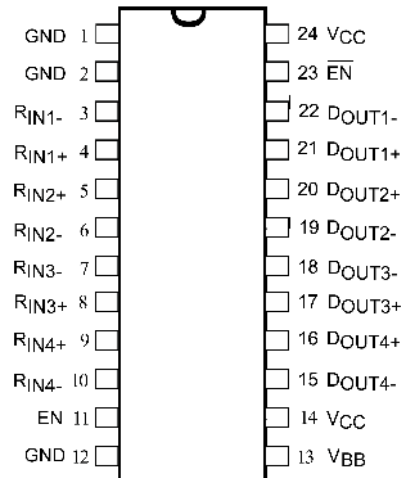 GND 1
GND 2
RIN1- 3
RIN1+ 4
RIN2+ 5
RIN2- 6
RIN3- 7
RIN3+ 8
RIN4+ 9
RIN4- 10
EN 11
GND 12
24 VCC
23 E̅N̅
22 DOUT1-
21 DOUT1+
20 DOUT2+
19 DOUT2-
18 DOUT3-
17 DOUT3+
16 DOUT4+
15 DOUT4-
14 VCC
13 VBB